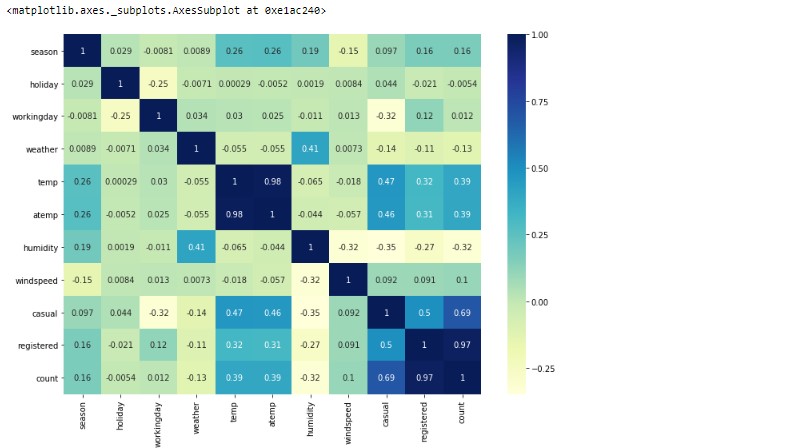 <matplotlib.axes._subplots.AxesSubplot at 0xe1ac240>
season 1 0.029 -0.0081 0.0089 0.26 0.26 0.19 -0.15 0.097 0.16 0.16
holiday 0.029 1 -0.25 -0.0071 0.00029 -0.0052 0.0019 0.0084 0.044 -0.021 -0.0054
workingday -0.0081 -0.25 1 0.034 0.03 0.025 -0.011 0.013 -0.32 0.12 0.012
weather 0.0089 -0.0071 0.034 1 -0.055 -0.055 0.41 0.0073 -0.14 -0.11 -0.13
temp 0.26 0.00029 0.03 -0.055 1 0.98 -0.065 -0.018 0.47 0.32 0.39
atemp 0.26 -0.0052 0.025 -0.055 0.98 1 -0.044 -0.057 0.46 0.31 0.39
humidity 0.19 0.0019 -0.011 0.41 -0.065 -0.044 1 -0.32 -0.35 -0.27 -0.32
windspeed -0.15 0.0084 0.013 0.0073 -0.018 -0.057 -0.32 1 0.092 0.091 0.1
casual 0.097 0.044 -0.32 -0.14 0.47 0.46 -0.35 0.092 1 0.5 0.69
registered 0.16 -0.021 0.12 -0.11 0.32 0.31 -0.27 0.091 0.5 1 0.97
count 0.16 -0.0054 0.012 -0.13 0.39 0.39 -0.32 0.1 0.69 0.97 1
season holiday workingday weather temp atemp humidity windspeed casual registered count
1.00
0.75
0.50
0.25
0.00
−0.25